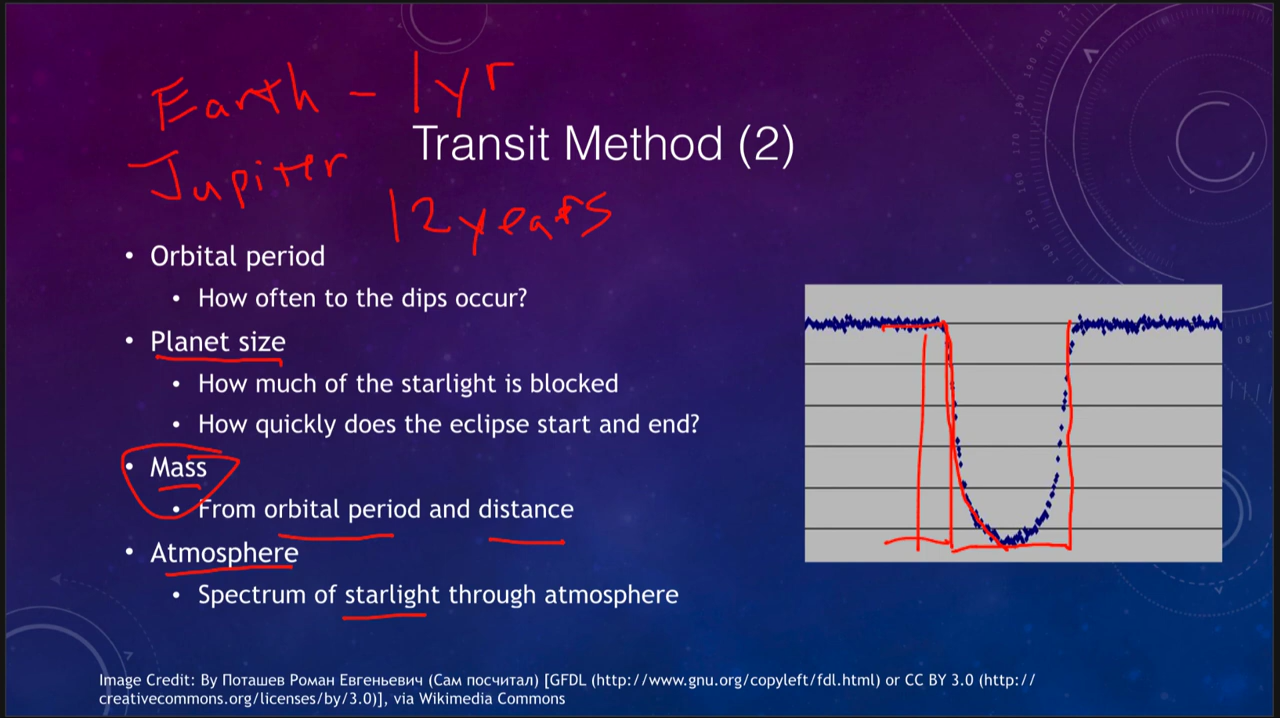 Earth - 1yr
Transit Method (2)
Jupiter
12 years
• Orbital period
• How often to the dips occur?
• Planet size
• How much of the starlight is blocked
• How quickly does the eclipse start and end?
• Mass
• From orbital period and distance
• Atmosphere
• Spectrum of starlight through atmosphere
Image Credit: By Поташев Роман Евгеньевич (Сам посчитал) [GFDL (http://www.gnu.org/copyleft/fdl.html) or CC BY 3.0 (http://
creativecommons.org/licenses/by/3.0)], via Wikimedia Commons